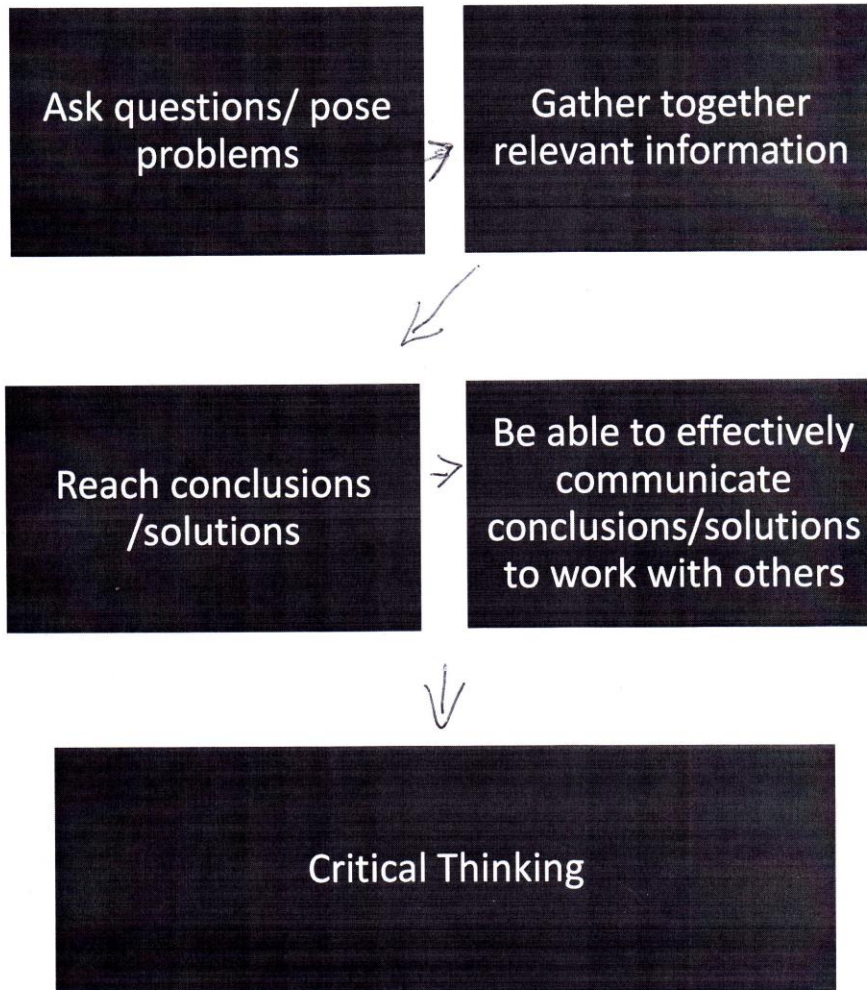 Ask questions/ pose
problems
Gather together
relevant information
Reach conclusions
/solutions
Be able to effectively
communicate
conclusions/solutions
to work with others
Critical Thinking